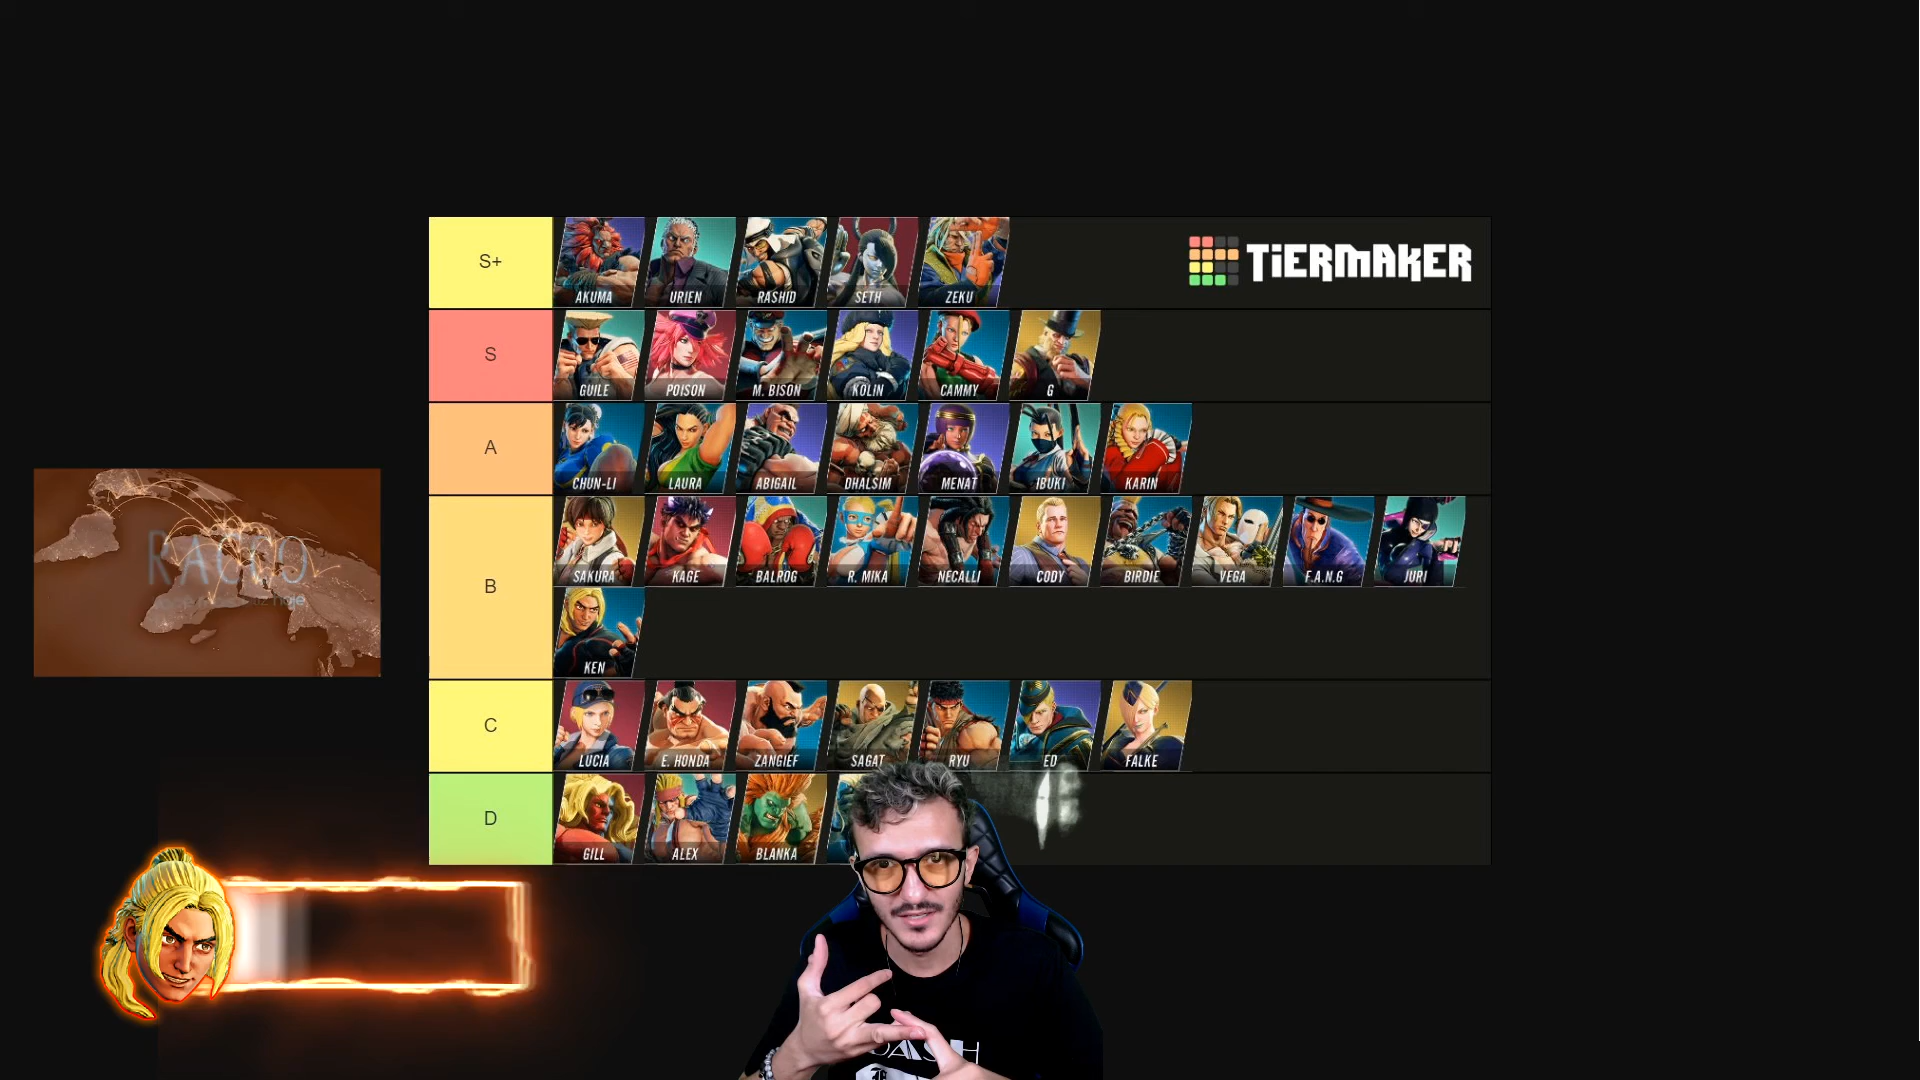 S+
AKUMA URIEN RASHID SETH ZEKU
TiERMAKER
S
GUILE POISON M. BISON KOLIN CAMMY G
A
CHUN-LI LAURA ABIGAIL DHALSIM MENAT IBUKI KARIN
B
SAKURA KAGE BALROG R. MIKA NECALLI CODY BIRDIE VEGA F.A.N.G JURI
KEN
C
LUCIA E. HONDA ZANGIEF SAGAT RYU ED FALKE
D
GILL ALEX BLANKA